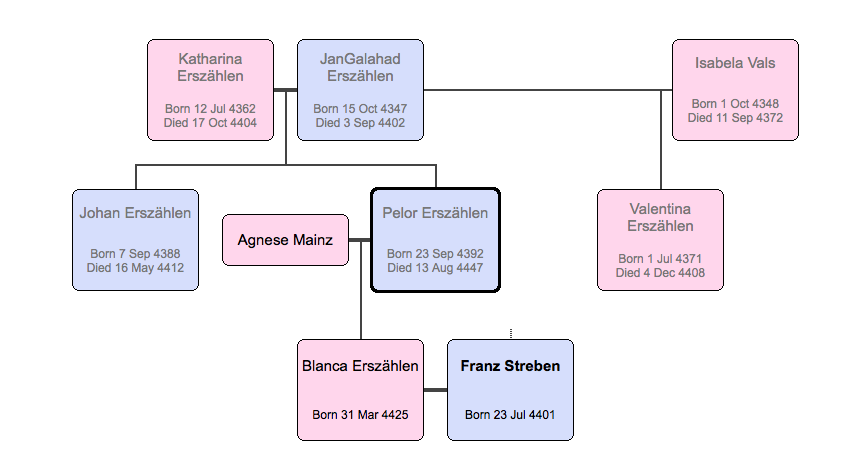 Katharina
Erszählen
Born 12 Jul 4362
Died 17 Oct 4404
JanGalahad
Erszählen
Born 15 Oct 4347
Died 3 Sep 4402
Isabela Vals
Born 1 Oct 4348
Died 11 Sep 4372
Johan Erszählen
Born 7 Sep 4388
Died 16 May 4412
Agnese Mainz
Pelor Erszählen
Born 23 Sep 4392
Died 13 Aug 4447
Valentina
Erszählen
Born 1 Jul 4371
Died 4 Dec 4408
Blanca Erszählen
Born 31 Mar 4425
Franz Streben
Born 23 Jul 4401